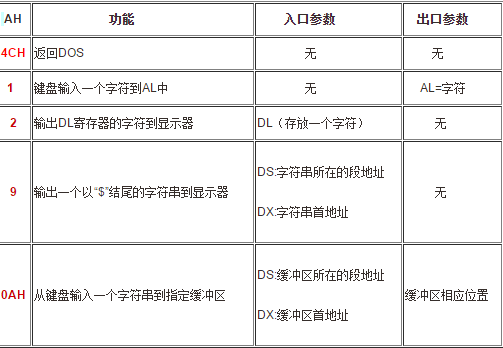 AH 功能 入口参数 出口参数
4CH 返回DOS 无 无
1 键盘输入一个字符到AL中 无 AL=字符
2 输出DL寄存器的字符到显示器 DL（存放一个字符） 无
DS:字符串所在的段地址
9 输出一个以“$”结尾的字符串到显示器 无
DX:字符串首地址
DS:缓冲区所在的段地址
0AH 从键盘输入一个字符串到指定缓冲区 缓冲区相应位置
DX:缓冲区首地址